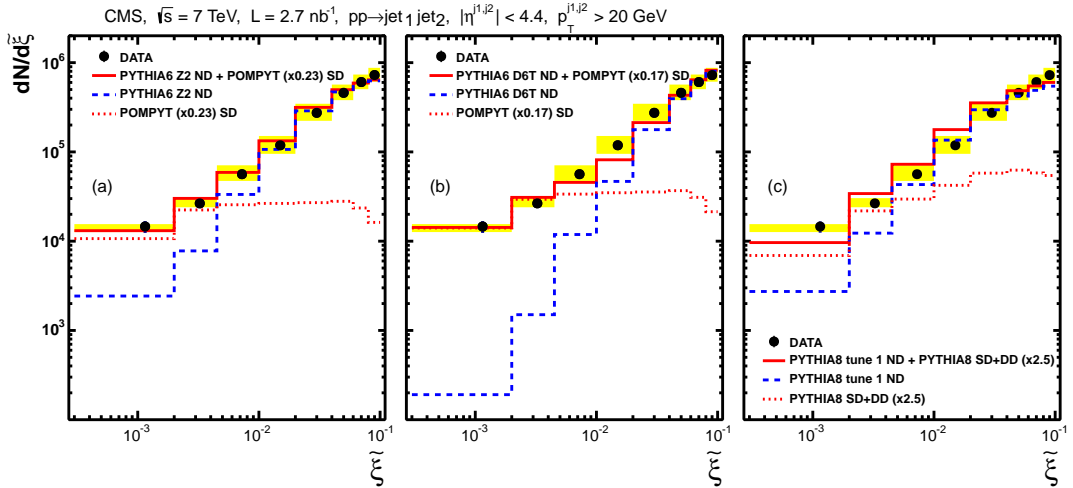 CMS, √s = 7 TeV, L = 2.7 nb⁻¹, pp→jet₁ jet₂, |η^{j1,j2}| < 4.4, p_T^{j1,j2} > 20 GeV
dN/dξ̃
10⁶
10⁵
10⁴
10³
DATA
PYTHIA6 Z2 ND + POMPYT (x0.23) SD
PYTHIA6 Z2 ND
POMPYT (x0.23) SD
(a)
10⁻³ 10⁻² 10⁻¹
ξ̃
DATA
PYTHIA6 D6T ND + POMPYT (x0.17) SD
PYTHIA6 D6T ND
POMPYT (x0.17) SD
(b)
10⁻³ 10⁻² 10⁻¹
ξ̃
(c)
DATA
PYTHIA8 tune 1 ND + PYTHIA8 SD+DD (x2.5)
PYTHIA8 tune 1 ND
PYTHIA8 SD+DD (x2.5)
10⁻³ 10⁻² 10⁻¹
ξ̃